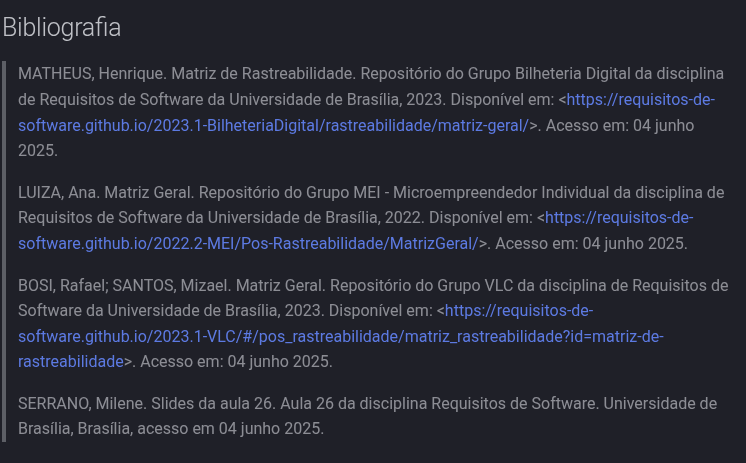 Bibliografia
MATHEUS, Henrique. Matriz de Rastreabilidade. Repositório do Grupo Bilheteria Digital da disciplina
de Requisitos de Software da Universidade de Brasília, 2023. Disponível em: <https://requisitos-de-
software.github.io/2023.1-BilheteriaDigital/rastreabilidade/matriz-geral/>. Acesso em: 04 junho
2025.
LUIZA, Ana. Matriz Geral. Repositório do Grupo MEI - Microempreendedor Individual da disciplina de
Requisitos de Software da Universidade de Brasília, 2022. Disponível em: <https://requisitos-de-
software.github.io/2022.2-MEI/Pos-Rastreabilidade/MatrizGeral/>. Acesso em: 04 junho 2025.
BOSI, Rafael; SANTOS, Mizael. Matriz Geral. Repositório do Grupo VLC da disciplina de Requisitos de
Software da Universidade de Brasília, 2023. Disponível em: <https://requisitos-de-
software.github.io/2023.1-VLC/#/pos_rastreabilidade/matriz_rastreabilidade?id=matriz-de-
rastreabilidade>. Acesso em: 04 junho 2025.
SERRANO, Milene. Slides da aula 26. Aula 26 da disciplina Requisitos de Software. Universidade de
Brasília, Brasília, acesso em 04 junho 2025.